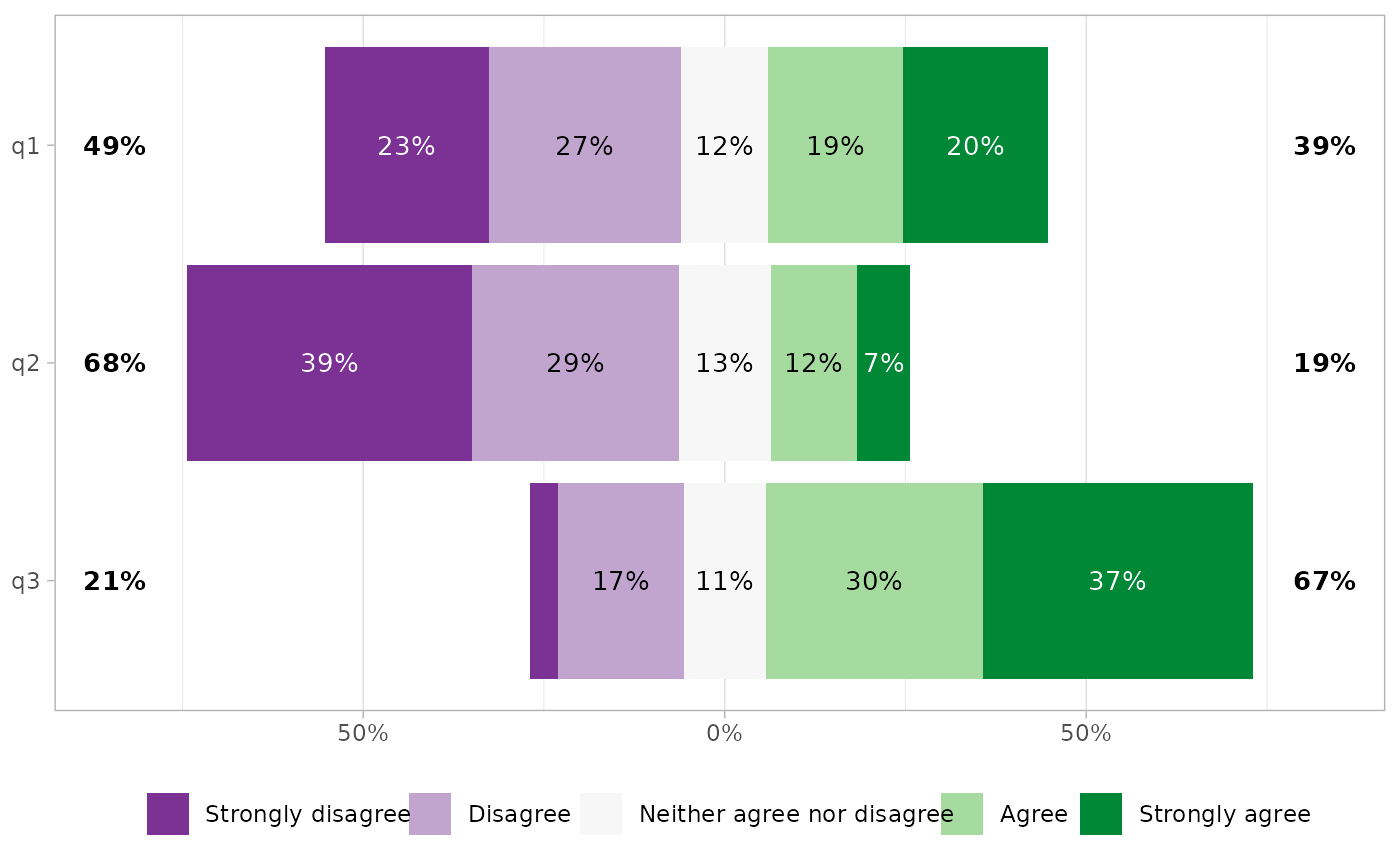 q1 49% 23% 27% 12% 19% 20% 39%
q2 68% 39% 29% 13% 12% 7% 19%
q3 21% 17% 11% 30% 37% 67%
50% 0% 50%
Strongly disagree Disagree Neither agree nor disagree Agree Strongly agree